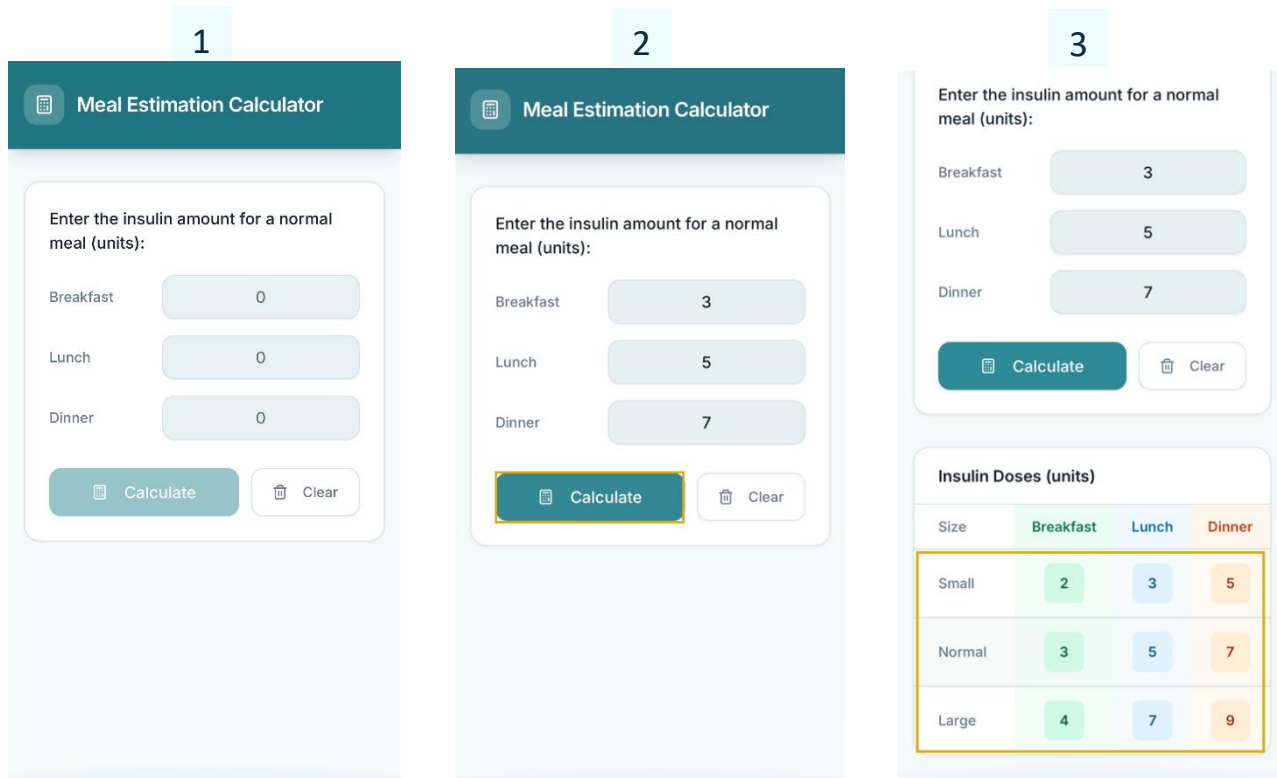 1
Meal Estimation Calculator
Enter the insulin amount for a normal
meal (units):
Breakfast 0
Lunch 0
Dinner 0
Calculate Clear
2
Meal Estimation Calculator
Enter the insulin amount for a normal
meal (units):
Breakfast 3
Lunch 5
Dinner 7
Calculate Clear
3
Enter the insulin amount for a normal
meal (units):
Breakfast 3
Lunch 5
Dinner 7
Calculate Clear
Insulin Doses (units)
Size Breakfast Lunch Dinner
Small 2 3 5
Normal 3 5 7
Large 4 7 9